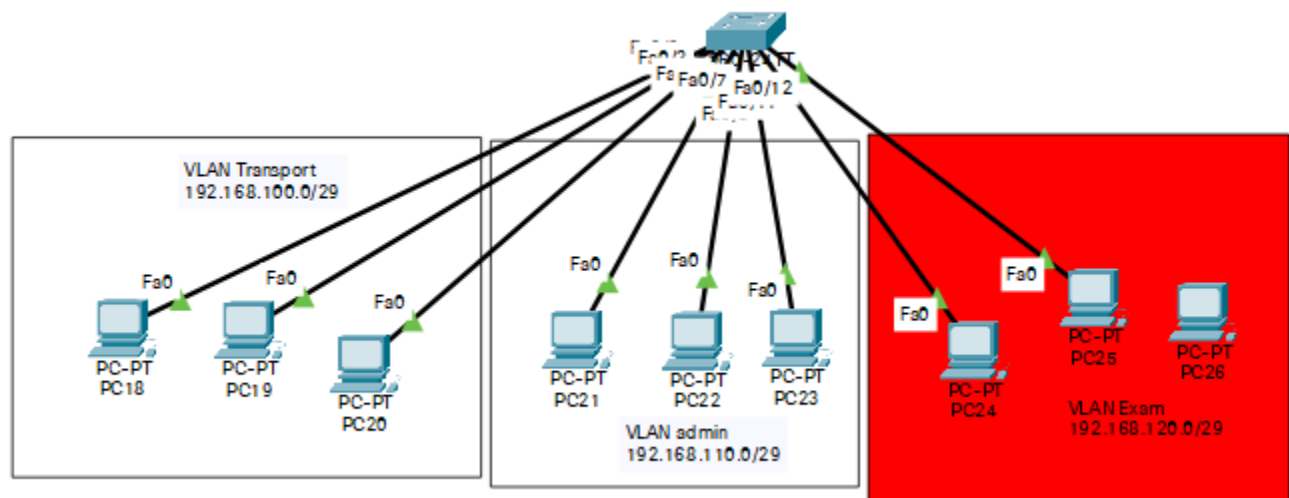 Fa0/7
Fa0/12
VLAN Transport
192.168.100.0/29
Fa0
Fa0
Fa0
Fa0
Fa0
Fa0
Fa0
Fa0
PC-PT
PC18
PC-PT
PC19
PC-PT
PC20
PC-PT
PC21
PC-PT
PC22
PC-PT
PC23
PC-PT
PC24
PC-PT
PC25
PC-PT
PC26
VLAN admin
192.168.110.0/29
VLAN Exam
192.168.120.0/29